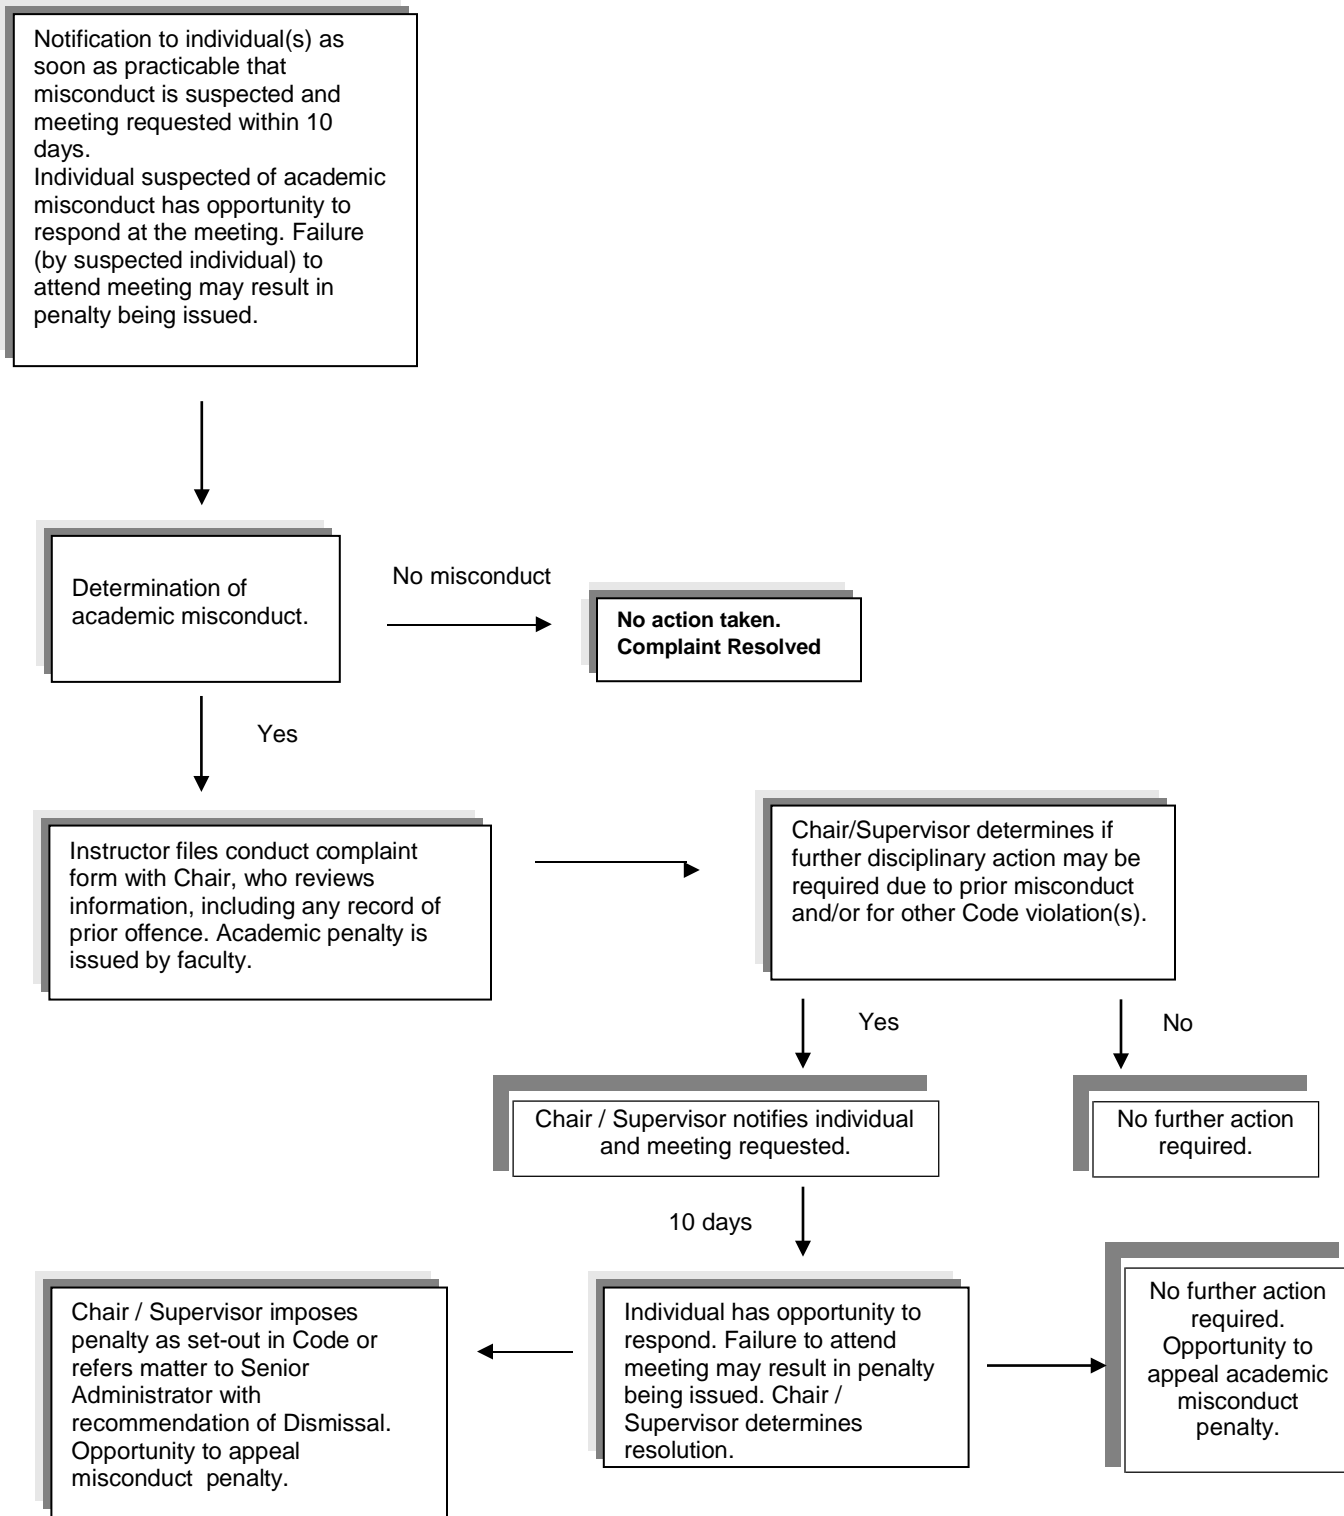 Notification to individual(s) as
soon as practicable that
misconduct is suspected and
meeting requested within 10
days.
Individual suspected of academic
misconduct has opportunity to
respond at the meeting. Failure
(by suspected individual) to
attend meeting may result in
penalty being issued.
Determination of
academic misconduct.
No misconduct
No action taken.
Complaint Resolved
Yes
Instructor files conduct complaint
form with Chair, who reviews
information, including any record of
prior offence. Academic penalty is
issued by faculty.
Chair/Supervisor determines if
further disciplinary action may be
required due to prior misconduct
and/or for other Code violation(s).
Yes
No
Chair / Supervisor notifies individual
and meeting requested.
No further action
required.
10 days
Chair / Supervisor imposes
penalty as set-out in Code or
refers matter to Senior
Administrator with
recommendation of Dismissal.
Opportunity to appeal
misconduct  penalty.
Individual has opportunity to
respond. Failure to attend
meeting may result in penalty
being issued. Chair /
Supervisor determines
resolution.
No further action
required.
Opportunity to
appeal academic
misconduct
penalty.